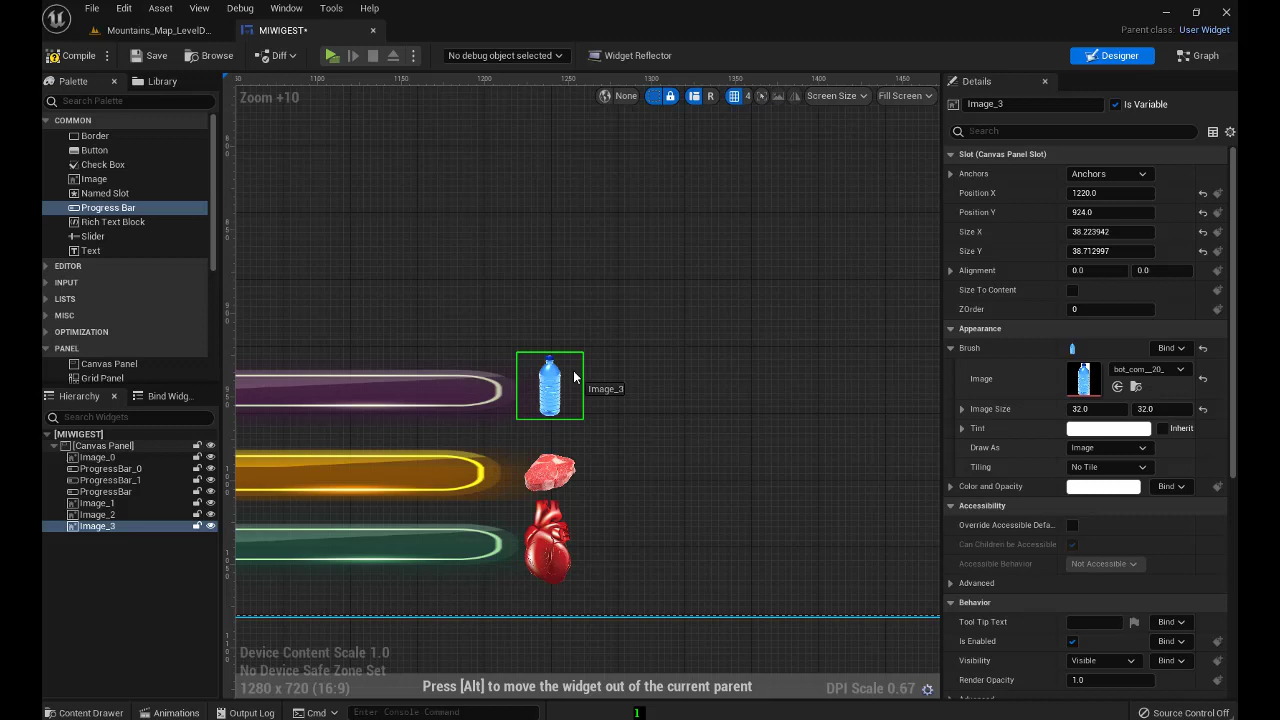 File Edit Asset View Debug Window Tools Help
Mountains_Map_LevelD... MIWIGEST•
Parent class: User Widget
Compile Save Browse Diff No debug object selected Widget Reflector Designer Graph
Palette Library
Search Palette
COMMON
Border
Button
Check Box
Image
Named Slot
Progress Bar
Rich Text Block
Slider
Text
EDITOR
INPUT
LISTS
MISC
OPTIMIZATION
PANEL
Canvas Panel
Grid Panel
Hierarchy Bind Widg...
Search Widgets
[MIWIGEST]
[Canvas Panel]
Image_0
ProgressBar_0
ProgressBar_1
ProgressBar
Image_1
Image_2
Image_3
1100 1150 1200 1250 1300 1350 1400 1450
Zoom +10
None R 4 Screen Size Fill Screen
Image_3
Device Content Scale 1.0
No Device Safe Zone Set
1280 x 720 (16:9)
Press [Alt] to move the widget out of the current parent
DPI Scale 0.67
Details
Image_3 Is Variable
Search
Slot (Canvas Panel Slot)
Anchors Anchors
Position X 1220.0
Position Y 924.0
Size X 38.223942
Size Y 38.712997
Alignment 0.0 0.0
Size To Content
ZOrder 0
Appearance
Brush Bind
Image bot_com__20_
Image Size 32.0 32.0
Tint Inherit
Draw As Image
Tiling No Tile
Color and Opacity Bind
Accessibility
Override Accessible Defa...
Can Children be Accessible
Accessible Behavior Not Accessible
Advanced
Behavior
Tool Tip Text Bind
Is Enabled Bind
Visibility Visible Bind
Render Opacity 1.0
Content Drawer Animations Output Log Cmd Enter Console Command 1 Source Control Off